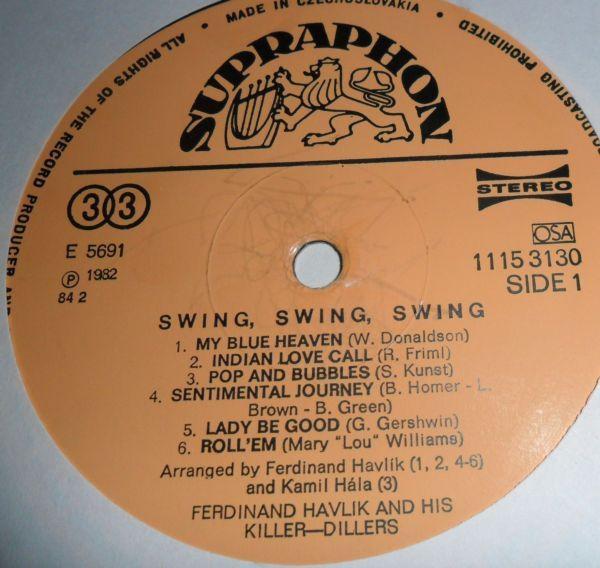 ALL RIGHTS OF THE RECORD PRODUCER AND • MADE IN CZECHOSLOVAKIA • BROADCASTING PROHIBITED
SUPRAPHON
33
STEREO
E 5691
Ⓟ 1982
84 2
OSA
1115 3130
SIDE 1
SWING, SWING, SWING
1. MY BLUE HEAVEN (W. Donaldson)
2. INDIAN LOVE CALL (R. Friml)
3. POP AND BUBBLES (S. Kunst)
4. SENTIMENTAL JOURNEY (B. Homer - L.
Brown - B. Green)
5. LADY BE GOOD (G. Gershwin)
6. ROLL'EM (Mary "Lou" Williams)
Arranged by Ferdinand Havlík (1, 2, 4-6)
and Kamil Hála (3)
FERDINAND HAVLIK AND HIS
KILLER—DILLERS